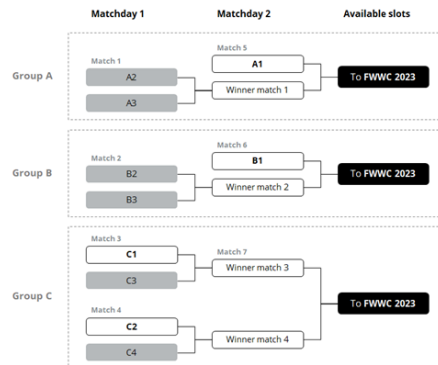 Matchday 1 Matchday 2 Available slots
Group A
Match 1
A2
A3
Match 5
A1
Winner match 1
To FWWC 2023
Group B
Match 2
B2
B3
Match 6
B1
Winner match 2
To FWWC 2023
Group C
Match 3
C1
C3
Match 4
C2
C4
Match 7
Winner match 3
Winner match 4
To FWWC 2023